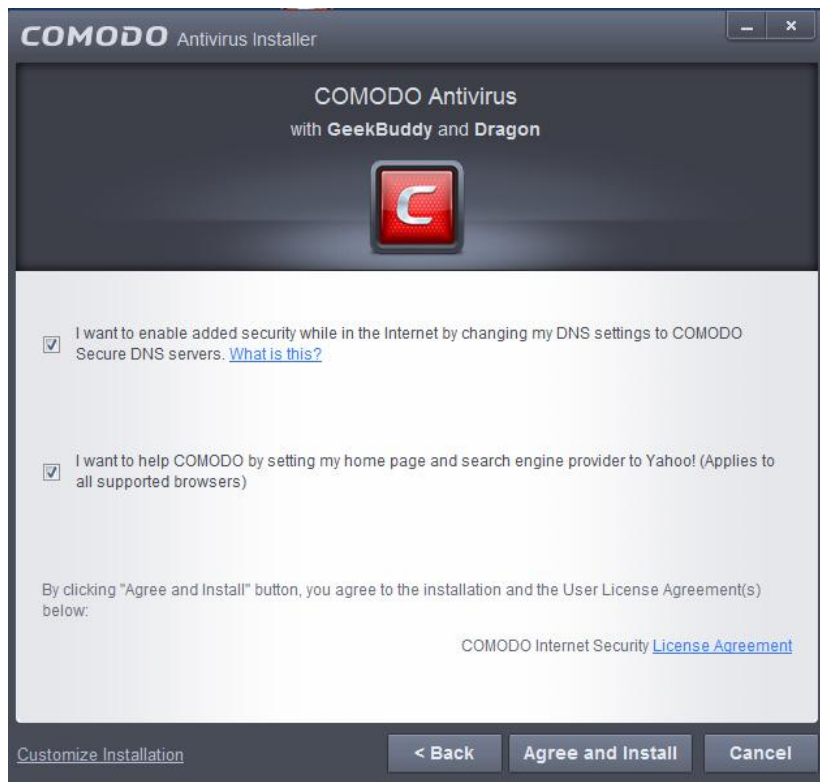 COMODO Antivirus Installer
COMODO Antivirus
with GeekBuddy and Dragon
C
I want to enable added security while in the Internet by changing my DNS settings to COMODO
Secure DNS servers. What is this?
I want to help COMODO by setting my home page and search engine provider to Yahoo! (Applies to
all supported browsers)
By clicking "Agree and Install" button, you agree to the installation and the User License Agreement(s)
below:
COMODO Internet Security License Agreement
Customize Installation
< Back
Agree and Install
Cancel